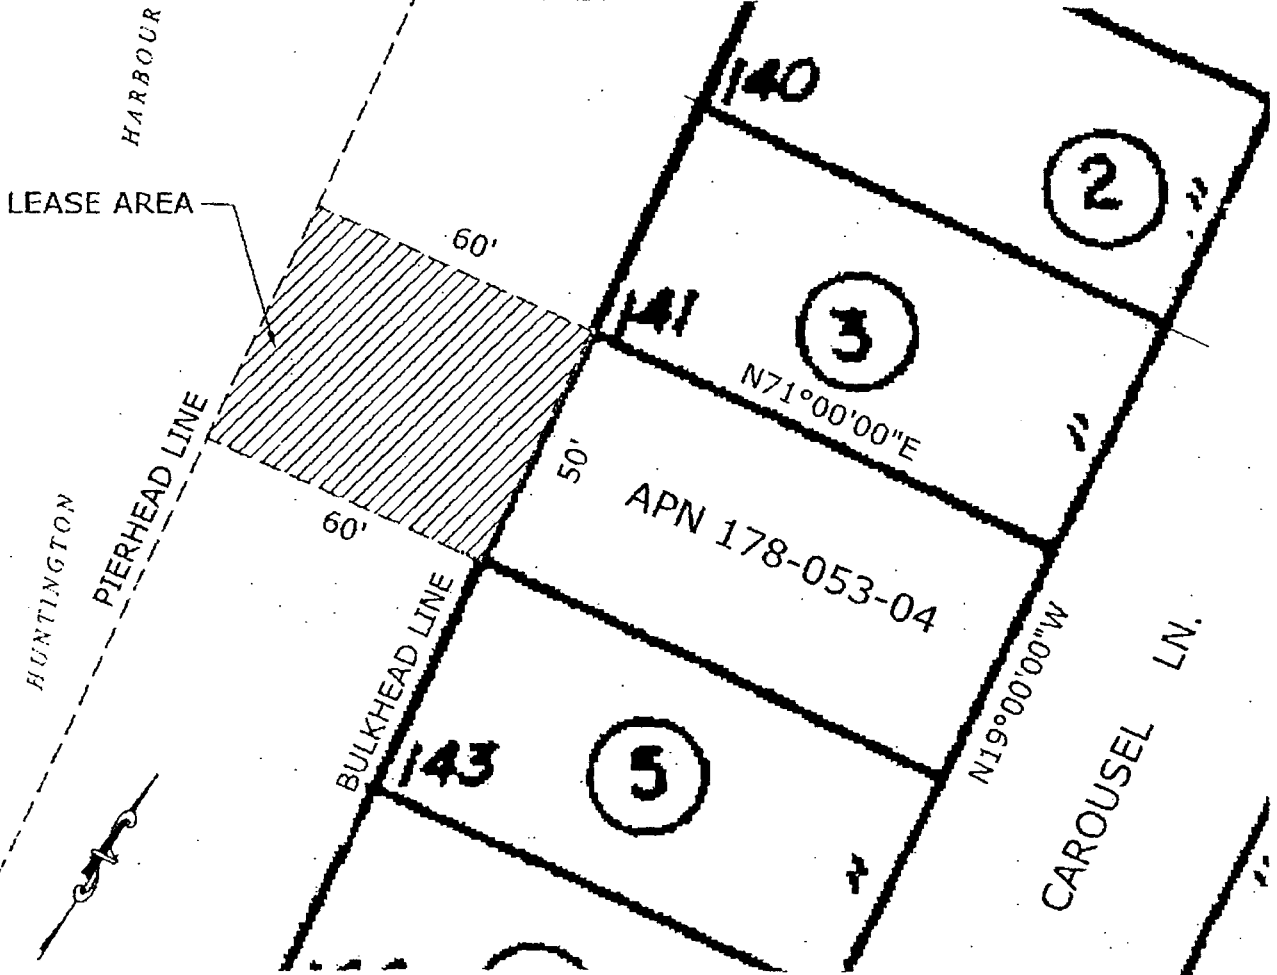 HARBOUR
140
2
LEASE AREA
60'
141
3
N71°00'00"E
PIERHEAD LINE
50'
60'
APN 178-053-04
HUNTINGTON
BULKHEAD LINE
N19°00'00"W
CAROUSEL LN.
143
5
N